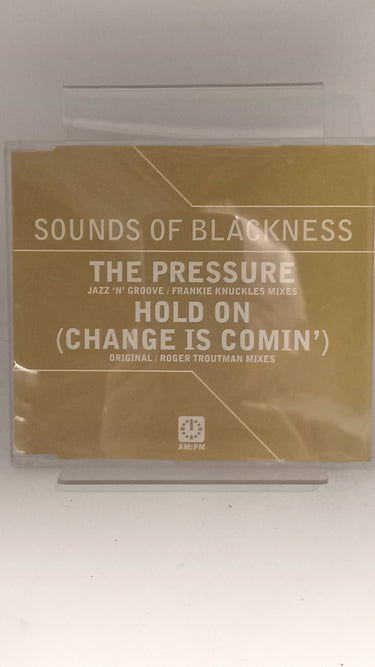 SOUNDS OF BLACKNESS
THE PRESSURE
JAZZ 'N' GROOVE / FRANKIE KNUCKLES MIXES
HOLD ON
(CHANGE IS COMIN')
ORIGINAL / ROGER TROUTMAN MIXES
AM:PM